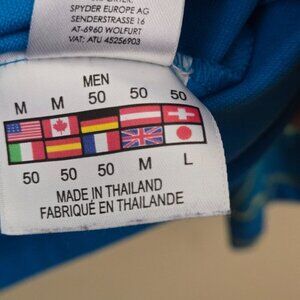 SPYDER EUROPE AG
SENDERSTRASSE 16
AT-6960 WOLFURT
VAT: ATU 45256903
MEN
M M 50 50 50
50 50 50 M L
MADE IN THAILAND
FABRIQUÉ EN THAILANDE